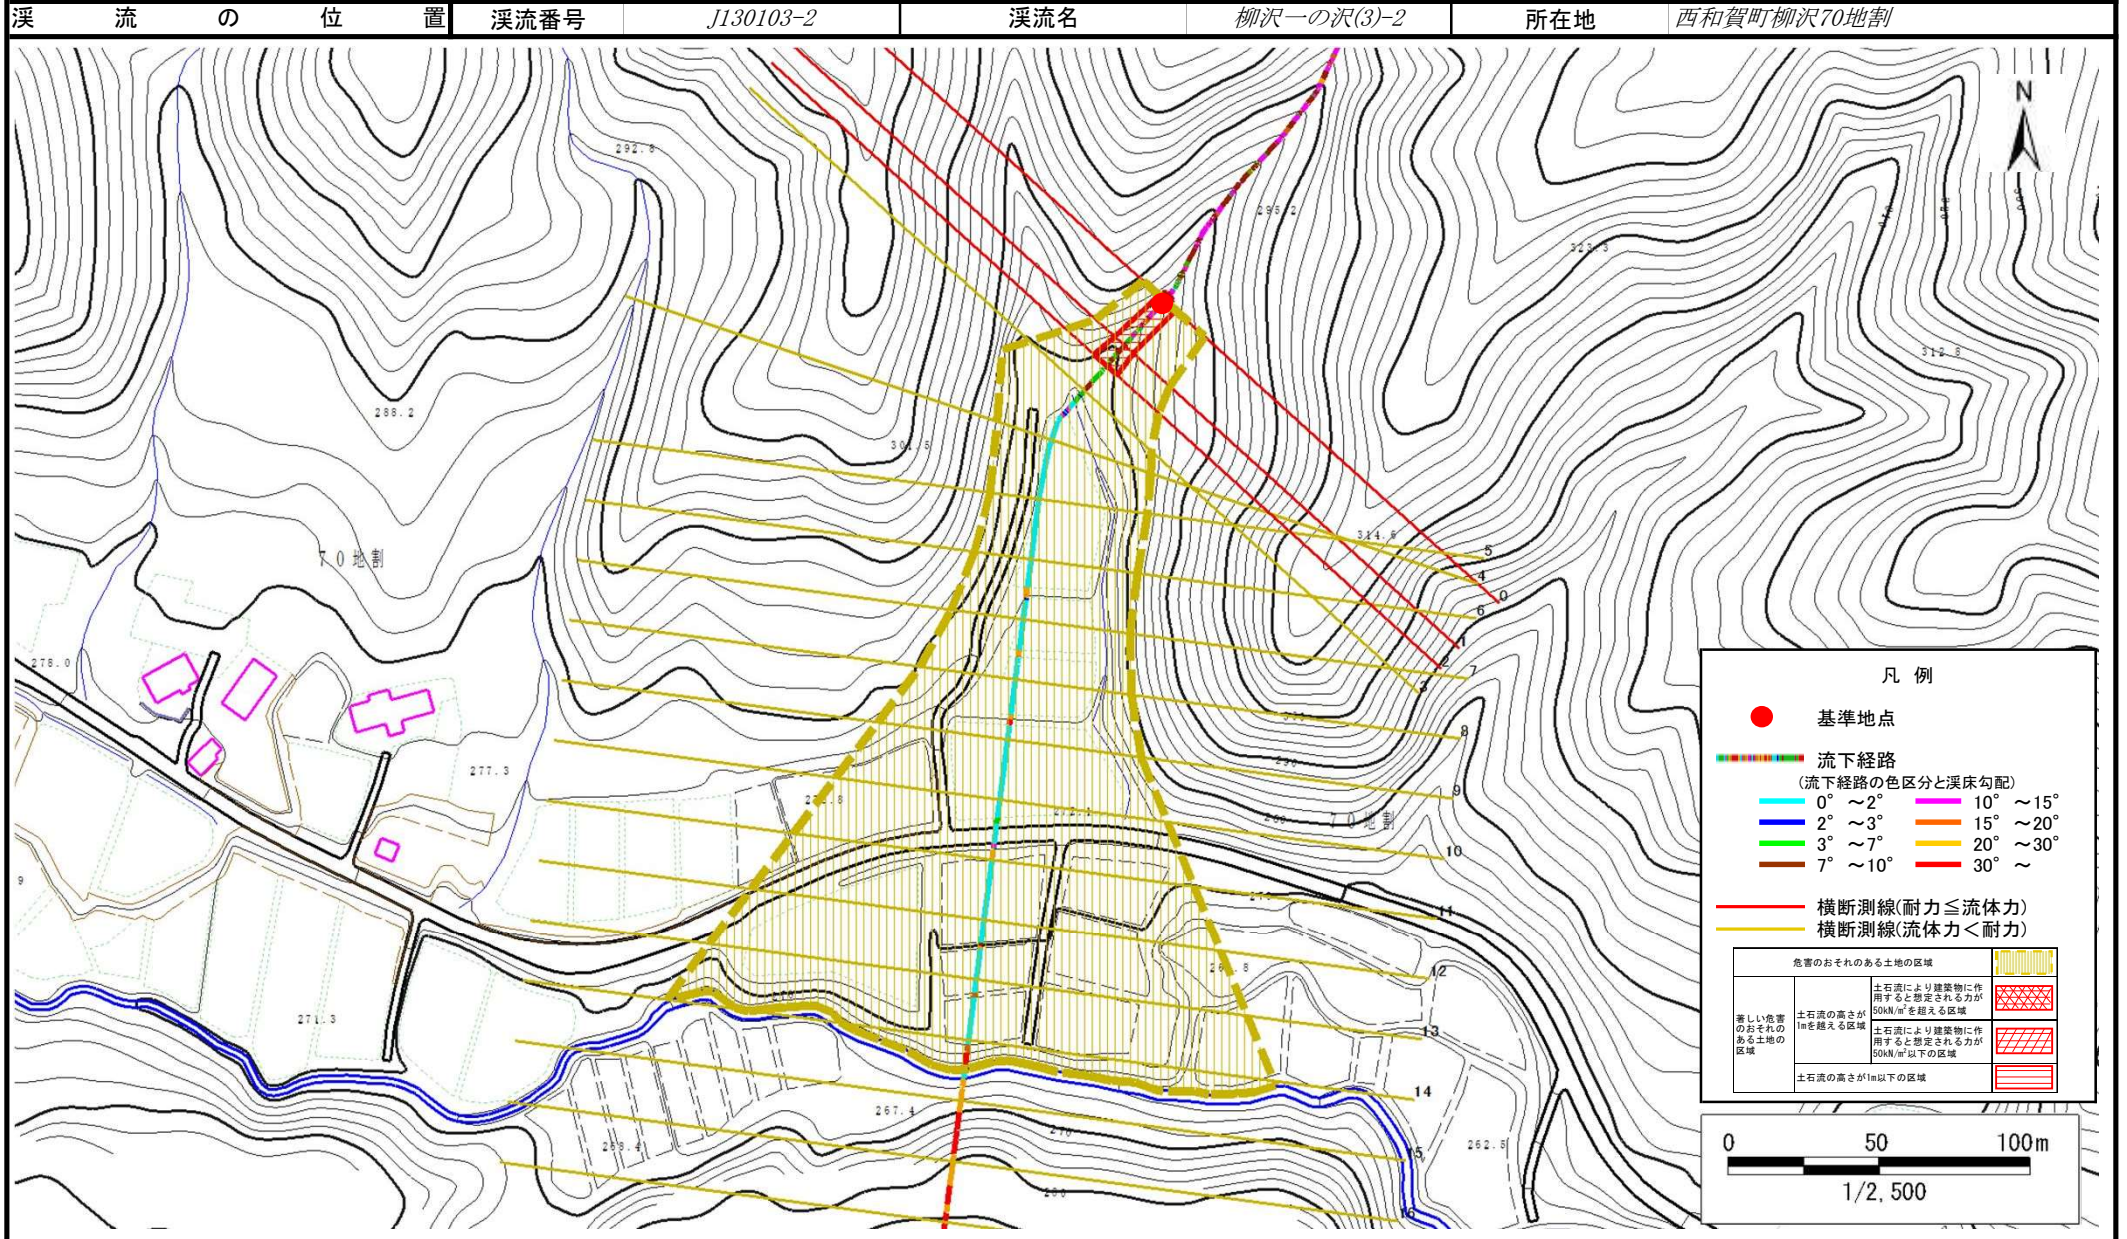 渓流の位置 渓流番号 J130103-2 渓流名 柳沢一の沢(3)-2 所在地 西和賀町柳沢70地割
N
292.8
295.2
323.3
312.8
288.2
301.5
314.6
70地割
5
4
0
6
1
2
7
3
278.0
8
277.3
9
272.1
70地割
10
11
12
13
271.3
14
267.4
270
15
262.5
268.4
280
16
凡例
基準地点
流下経路
(流下経路の色区分と渓床勾配)
0° ～2° 10° ～15°
2° ～3° 15° ～20°
3° ～7° 20° ～30°
7° ～10° 30° ～
横断測線(耐力≦流体力)
横断測線(流体力＜耐力)
危害のおそれのある土地の区域
著しい危害のおそれのある土地の区域
土石流の高さが1mを越える区域
土石流により建築物に作用すると想定される力が50kN/m²を超える区域
土石流により建築物に作用すると想定される力が50kN/m²以下の区域
土石流の高さが1m以下の区域
0 50 100m
1/2,500